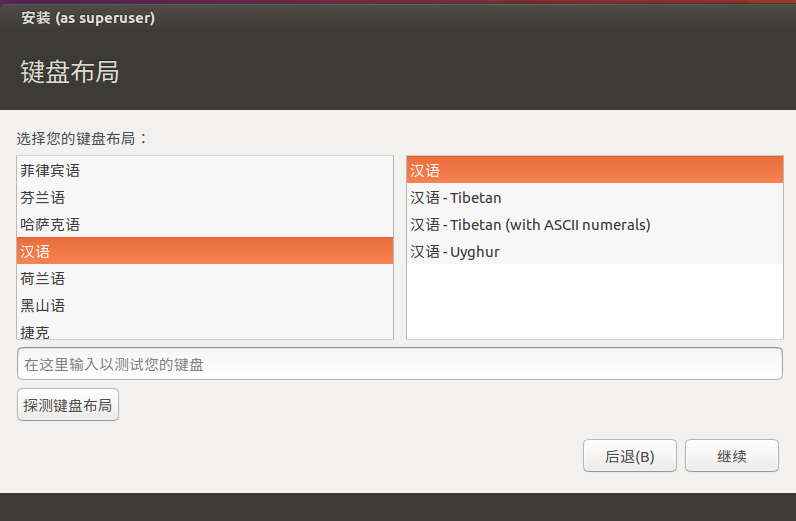 安装 (as superuser)
键盘布局
选择您的键盘布局：
菲律宾语
芬兰语
哈萨克语
汉语
荷兰语
黑山语
捷克
汉语
汉语 - Tibetan
汉语 - Tibetan (with ASCII numerals)
汉语 - Uyghur
在这里输入以测试您的键盘
探测键盘布局
后退(B)
继续